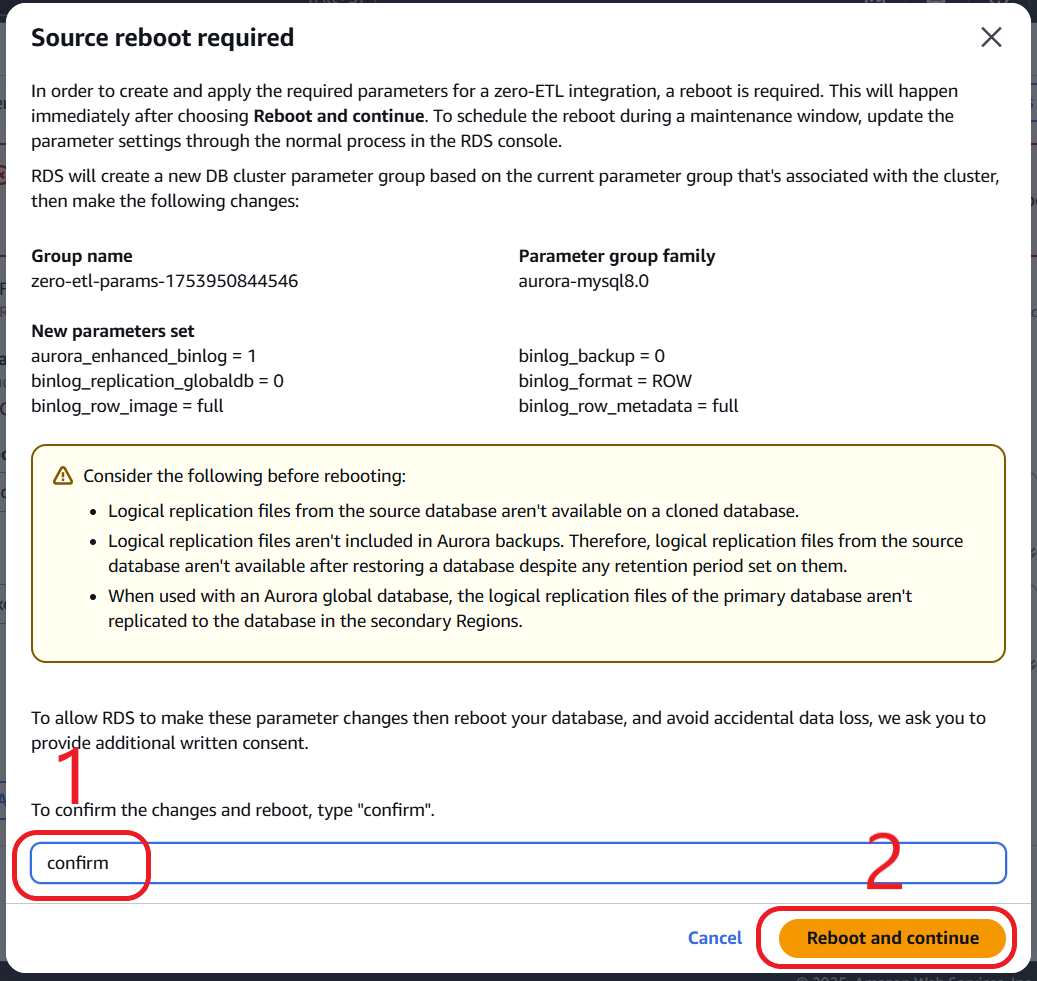 Source reboot required
In order to create and apply the required parameters for a zero-ETL integration, a reboot is required. This will happen
immediately after choosing Reboot and continue. To schedule the reboot during a maintenance window, update the
parameter settings through the normal process in the RDS console.
RDS will create a new DB cluster parameter group based on the current parameter group that's associated with the cluster,
then make the following changes:
Group name
zero-etl-params-1753950844546
Parameter group family
aurora-mysql8.0
New parameters set
aurora_enhanced_binlog = 1
binlog_replication_globaldb = 0
binlog_row_image = full
binlog_backup = 0
binlog_format = ROW
binlog_row_metadata = full
Consider the following before rebooting:
• Logical replication files from the source database aren't available on a cloned database.
• Logical replication files aren't included in Aurora backups. Therefore, logical replication files from the source
database aren't available after restoring a database despite any retention period set on them.
• When used with an Aurora global database, the logical replication files of the primary database aren't
replicated to the database in the secondary Regions.
To allow RDS to make these parameter changes then reboot your database, and avoid accidental data loss, we ask you to
provide additional written consent.
1
To confirm the changes and reboot, type "confirm".
confirm
2
Cancel
Reboot and continue